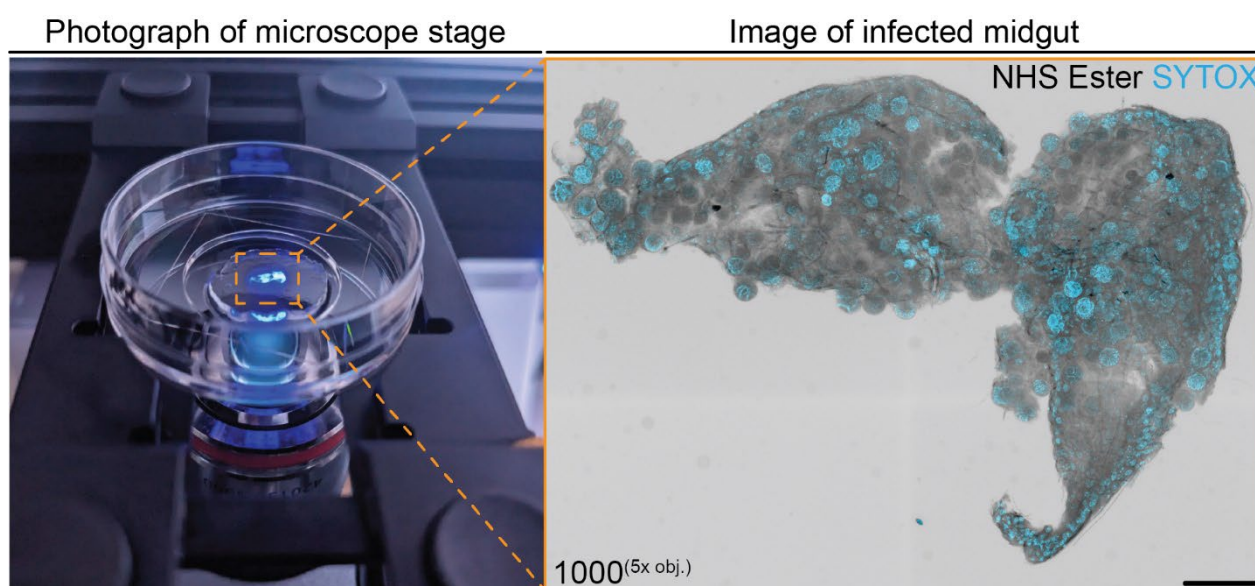 Photograph of microscope stage
Image of infected midgut
NHS Ester SYTOX
1000(5x obj.)